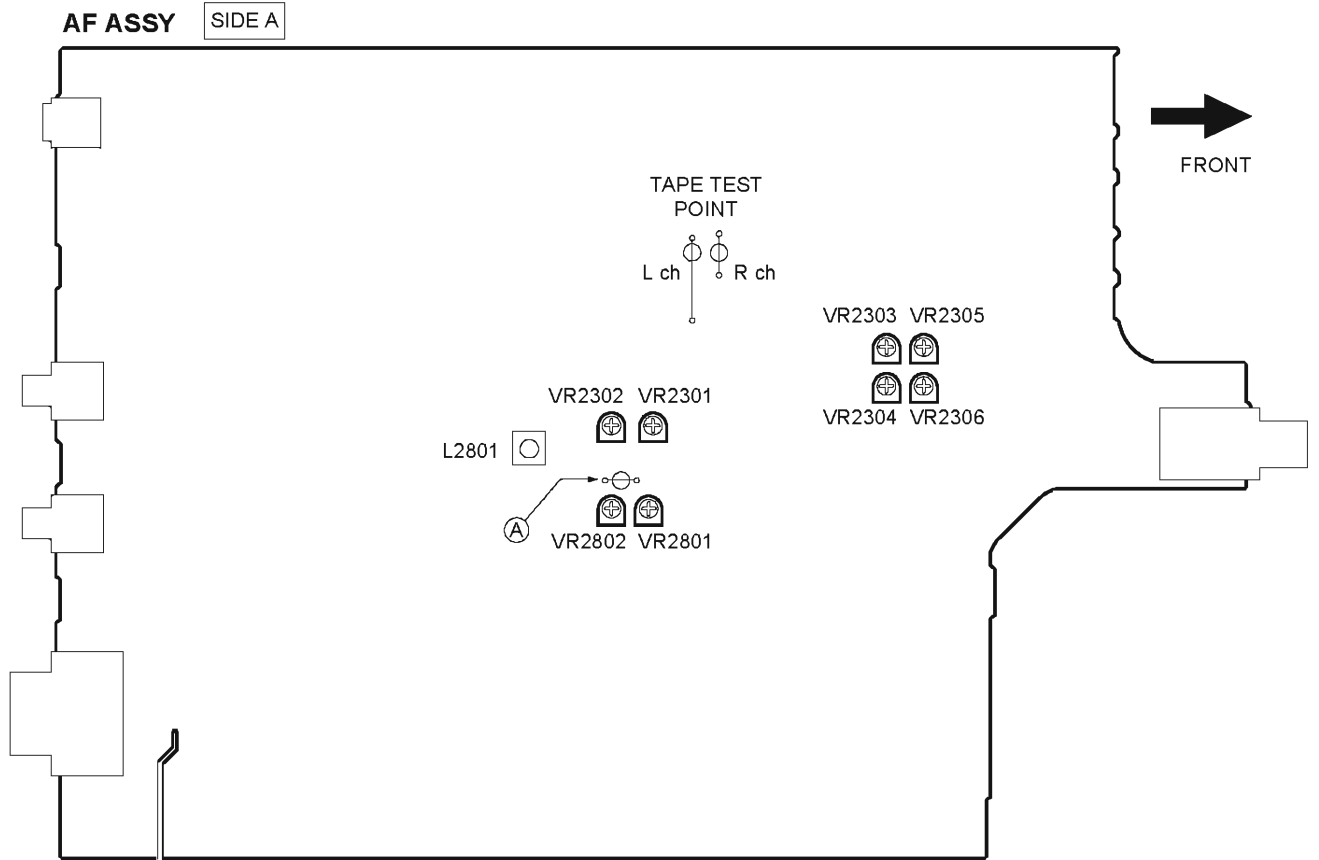 AF ASSY SIDE A
FRONT
TAPE TEST
POINT
L ch R ch
VR2303 VR2305
VR2304 VR2306
VR2302 VR2301
L2801
A
VR2802 VR2801